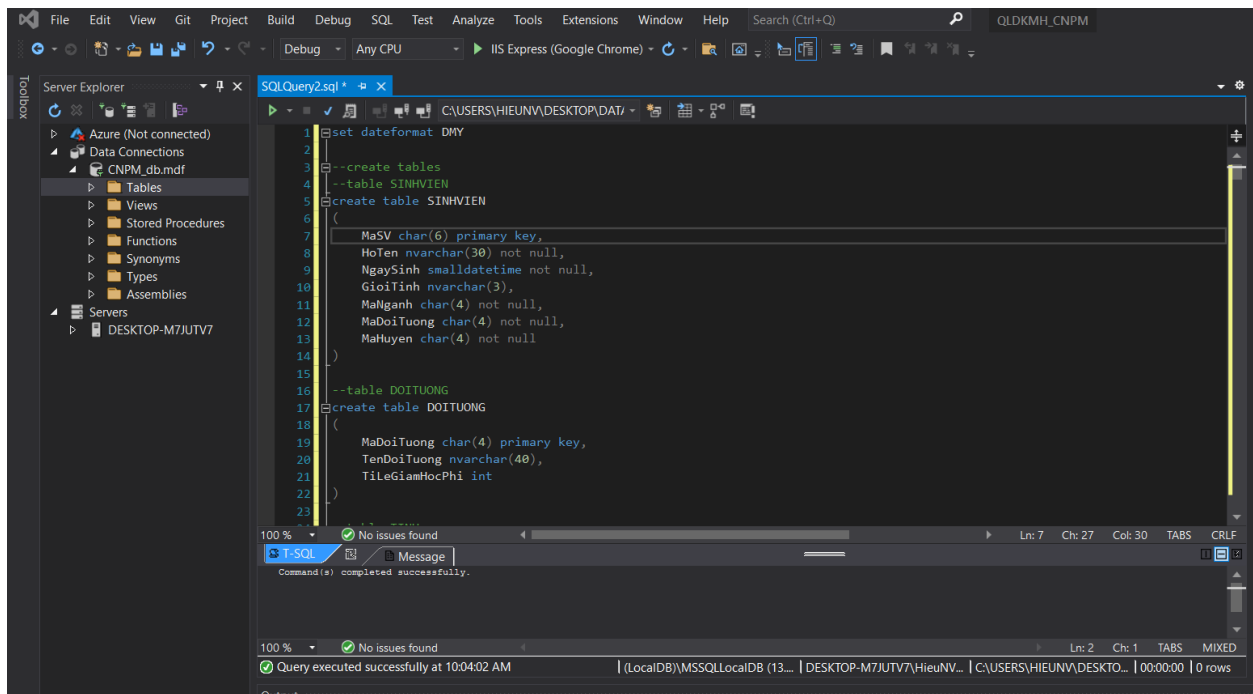 File Edit View Git Project Build Debug SQL Test Analyze Tools Extensions Window Help Search (Ctrl+Q) QLDKMH_CNPM
Debug Any CPU IIS Express (Google Chrome)
Toolbox
Server Explorer
Azure (Not connected)
Data Connections
CNPM_db.mdf
Tables
Views
Stored Procedures
Functions
Synonyms
Types
Assemblies
Servers
DESKTOP-M7JUTV7
SQLQuery2.sql *
C:\USERS\HIEUNV\DESKTOP\DATA
1 set dateformat DMY
2
3 --create tables
4 --table SINHVIEN
5 create table SINHVIEN
6 (
7 MaSV char(6) primary key,
8 HoTen nvarchar(30) not null,
9 NgaySinh smalldatetime not null,
10 GioiTinh nvarchar(3),
11 MaNganh char(4) not null,
12 MaDoiTuong char(4) not null,
13 MaHuyen char(4) not null
14 )
15
16 --table DOITUONG
17 create table DOITUONG
18 (
19 MaDoiTuong char(4) primary key,
20 TenDoiTuong nvarchar(40),
21 TiLeGiamHocPhi int
22 )
23
100 % No issues found Ln: 7 Ch: 27 Col: 30 TABS CRLF
T-SQL Message
Command(s) completed successfully.
100 % No issues found Ln: 2 Ch: 1 TABS MIXED
Query executed successfully at 10:04:02 AM (LocalDB)\MSSQLLocalDB (13.... DESKTOP-M7JUTV7\HieuNV... C:\USERS\HIEUNV\DESKTO... 00:00:00 0 rows